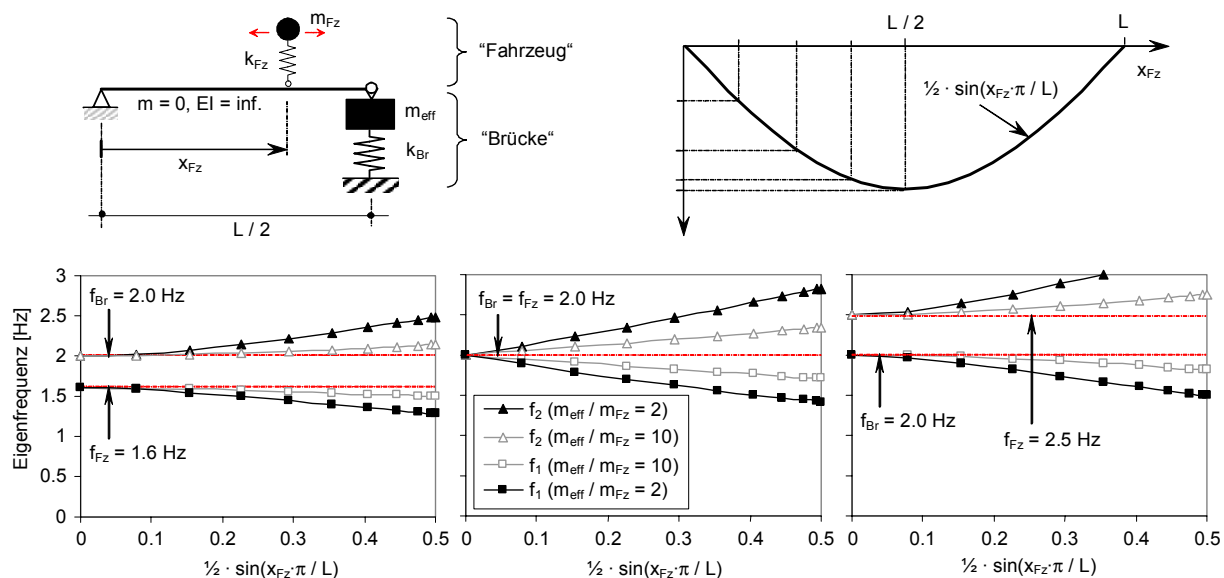 m_Fz
k_Fz
"Fahrzeug"
m = 0, EI = inf.
m_eff
"Brücke"
k_Br
x_Fz
L / 2
L / 2
L
x_Fz
½ · sin(x_Fz·π / L)
Eigenfrequenz [Hz]
3
2.5
2
1.5
1
0.5
0
f_Br = 2.0 Hz
f_Fz = 1.6 Hz
0 0.1 0.2 0.3 0.4 0.5
½ · sin(x_Fz·π / L)
f_Br = f_Fz = 2.0 Hz
f_2 (m_eff / m_Fz = 2)
f_2 (m_eff / m_Fz = 10)
f_1 (m_eff / m_Fz = 10)
f_1 (m_eff / m_Fz = 2)
0 0.1 0.2 0.3 0.4 0.5
½ · sin(x_Fz·π / L)
f_Br = 2.0 Hz
f_Fz = 2.5 Hz
0 0.1 0.2 0.3 0.4 0.5
½ · sin(x_Fz·π / L)